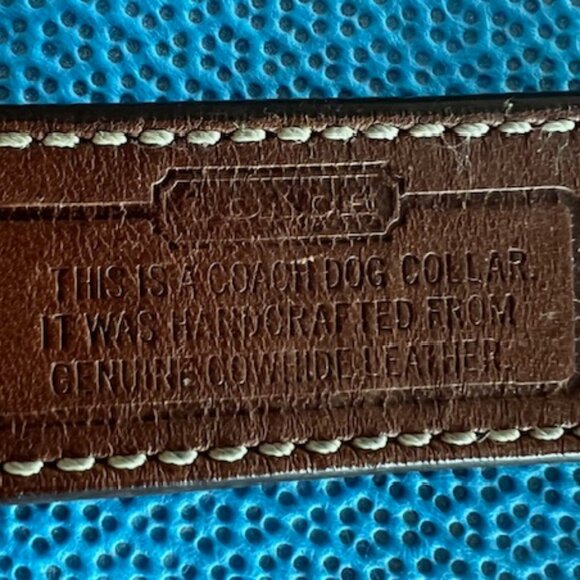 THIS IS A COACH DOG COLLAR.
IT WAS HANDCRAFTED FROM
GENUINE COWHIDE LEATHER.